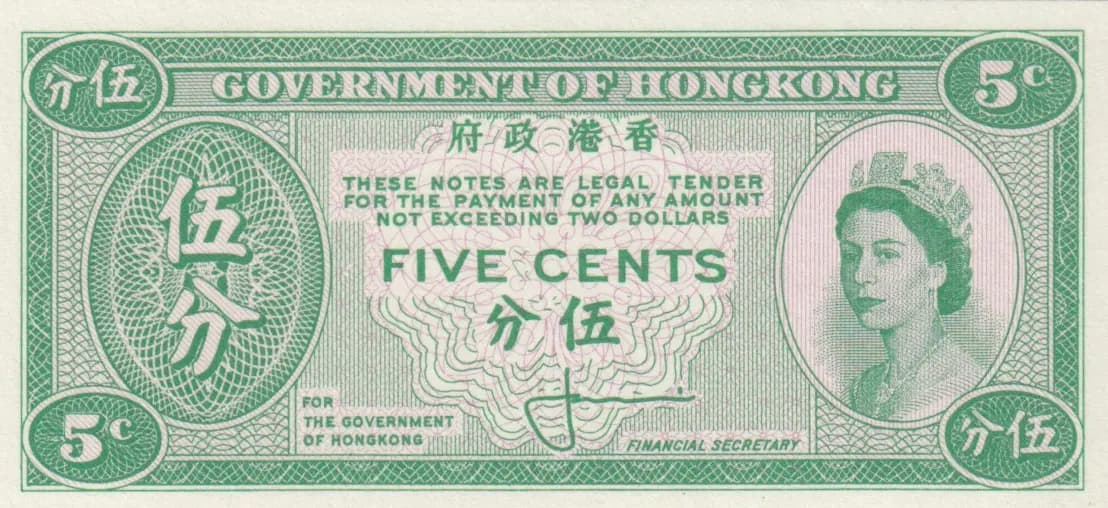 分伍
GOVERNMENT OF HONGKONG
5c
府政港香
THESE NOTES ARE LEGAL TENDER
FOR THE PAYMENT OF ANY AMOUNT
NOT EXCEEDING TWO DOLLARS
FIVE CENTS
分伍
伍
分
FOR
THE GOVERNMENT
OF HONGKONG
FINANCIAL SECRETARY
5c
分伍